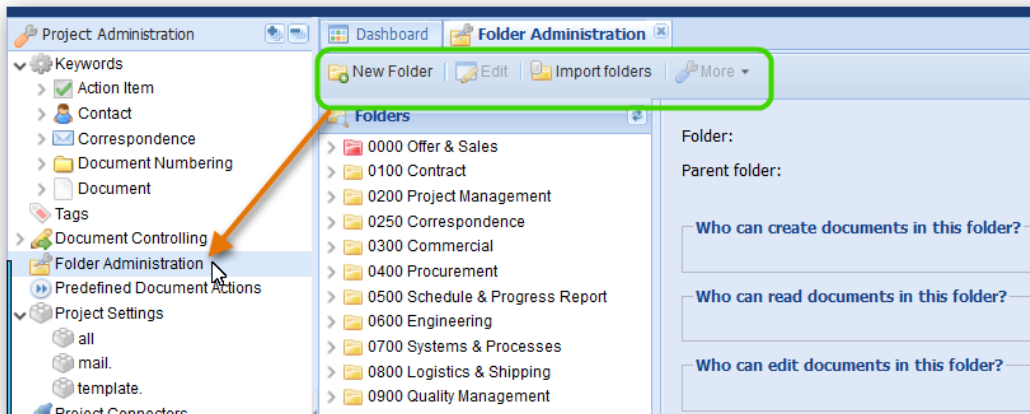 Project Administration
Keywords
Action Item
Contact
Correspondence
Document Numbering
Document
Tags
Document Controlling
Folder Administration
Predefined Document Actions
Project Settings
all
mail.
template.
Project Connectors
Dashboard
Folder Administration
New Folder
Edit
Import folders
More
Folders
0000 Offer & Sales
0100 Contract
0200 Project Management
0250 Correspondence
0300 Commercial
0400 Procurement
0500 Schedule & Progress Report
0600 Engineering
0700 Systems & Processes
0800 Logistics & Shipping
0900 Quality Management
Folder:
Parent folder:
Who can create documents in this folder?
Who can read documents in this folder?
Who can edit documents in this folder?